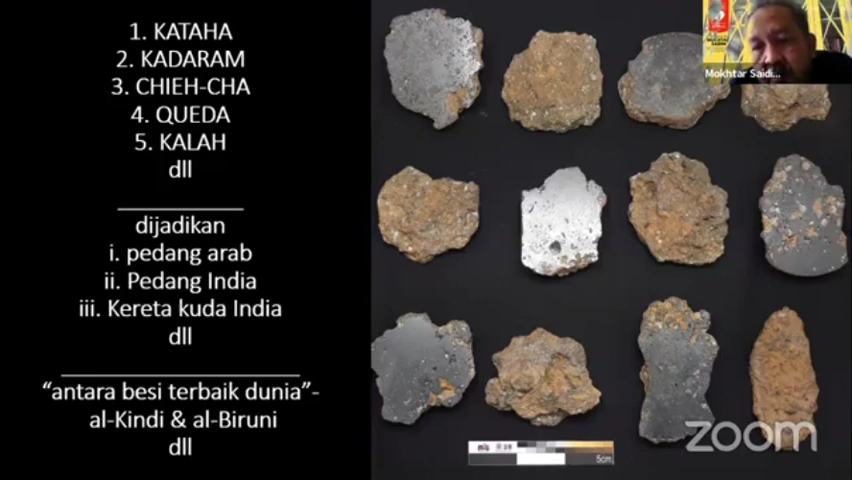 1. KATAHA
2. KADARAM
3. CHIEH-CHA
4. QUEDA
5. KALAH
dll
dijadikan
i. pedang arab
ii. Pedang India
iii. Kereta kuda India
dll
“antara besi terbaik dunia”-
al-Kindi & al-Biruni
dll
Mokhtar Saidi...
5cm
zoom